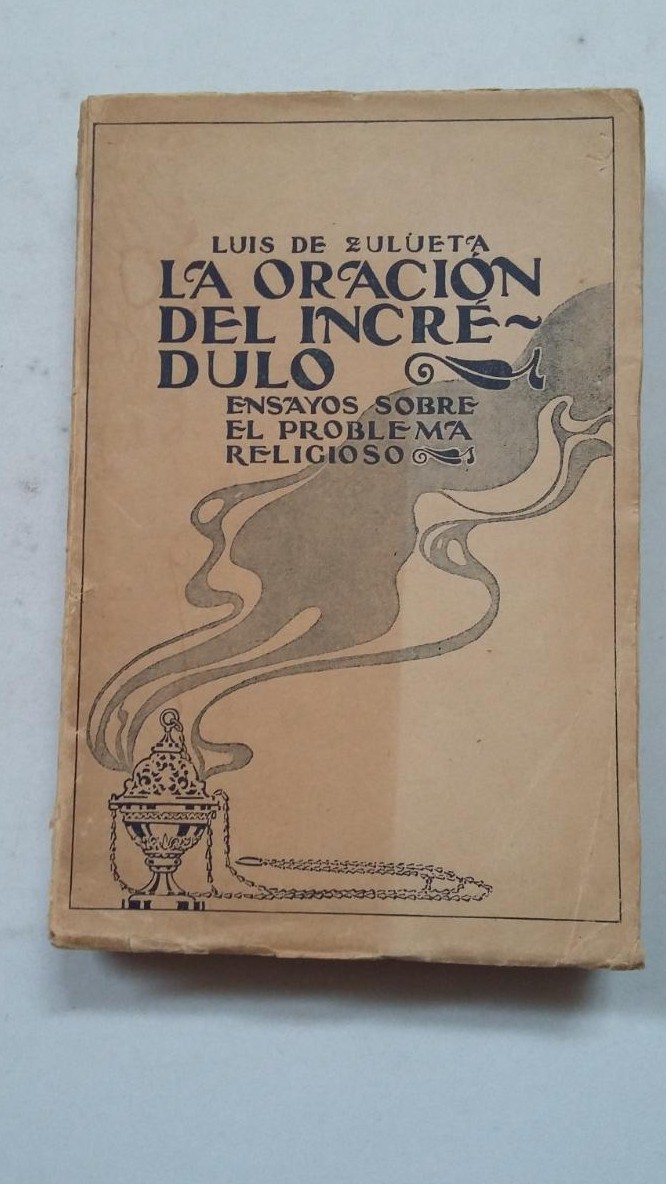 LUIS DE ZULUETA
LA ORACIÓN
DEL INCRÉ~
DULO
ENSAYOS SOBRE
EL PROBLEMA
RELIGIOSO